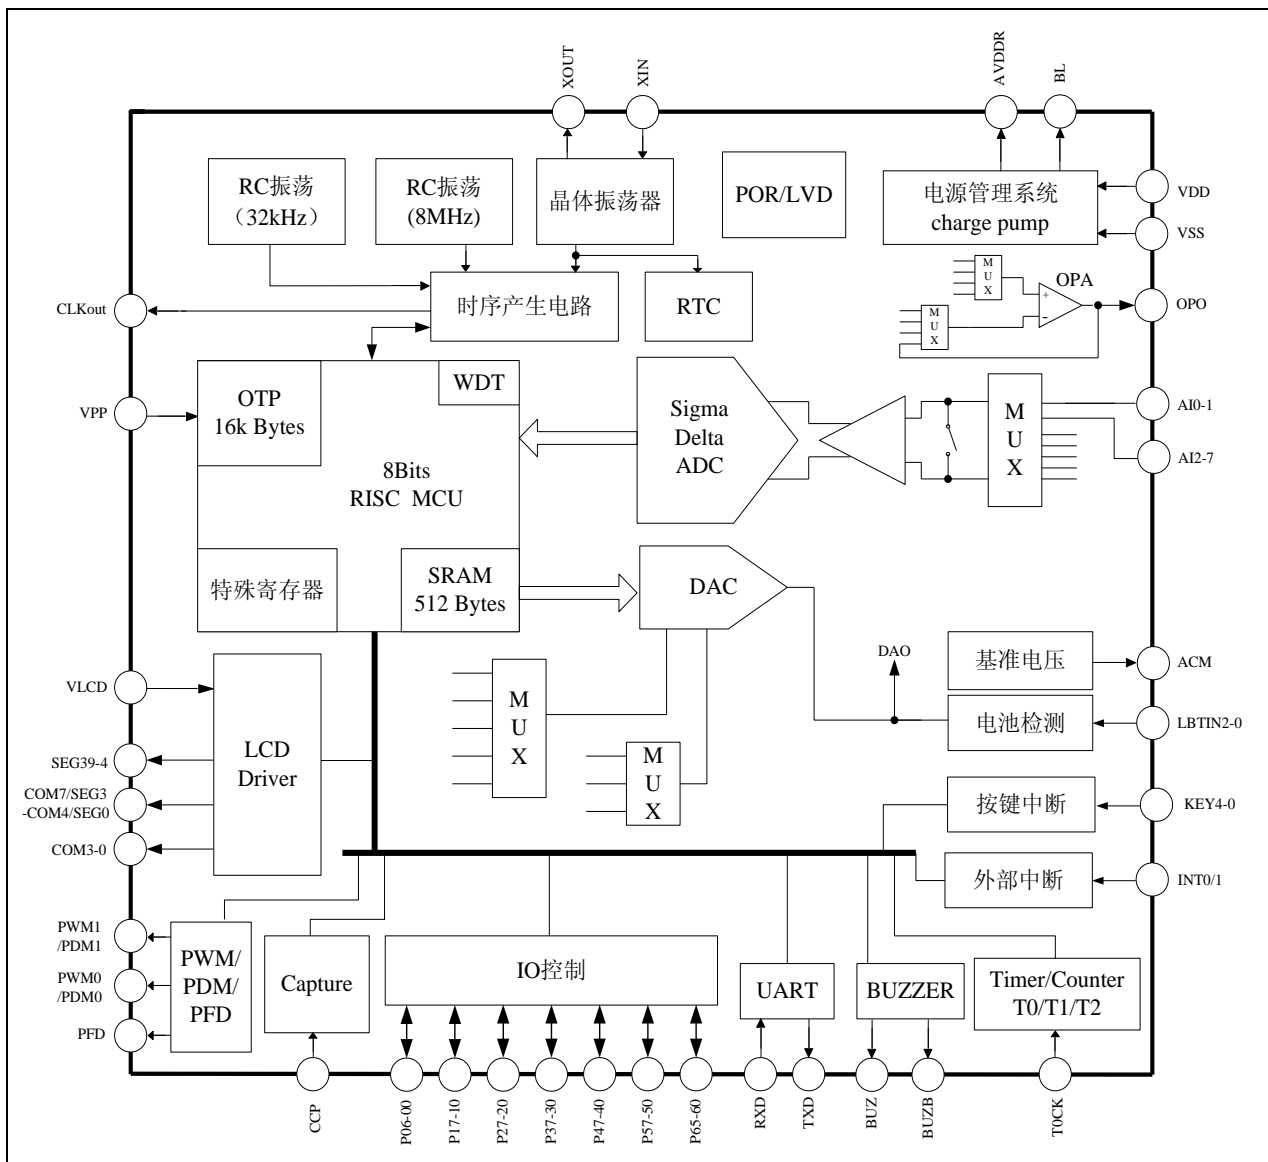 XOUT
XIN
AVDDR
BL
RC振荡
（32kHz）
RC振荡
(8MHz)
晶体振荡器
POR/LVD
电源管理系统
charge pump
VDD
VSS
CLKout
时序产生电路
RTC
MUX
OPA
+
-
MUX
OPO
VPP
OTP
16k Bytes
WDT
8Bits
RISC MCU
Sigma
Delta
ADC
MUX
AI0-1
AI2-7
特殊寄存器
SRAM
512 Bytes
DAC
DAO
基准电压
ACM
VLCD
LCD
Driver
MUX
MUX
电池检测
LBTIN2-0
SEG39-4
COM7/SEG3
-COM4/SEG0
COM3-0
按键中断
KEY4-0
外部中断
INT0/1
PWM1
/PDM1
PWM0
/PDM0
PFD
PWM/
PDM/
PFD
Capture
IO控制
UART
BUZZER
Timer/Counter
T0/T1/T2
CCP
P06-00
P17-10
P27-20
P37-30
P47-40
P57-50
P65-60
RXD
TXD
BUZ
BUZB
T0CK